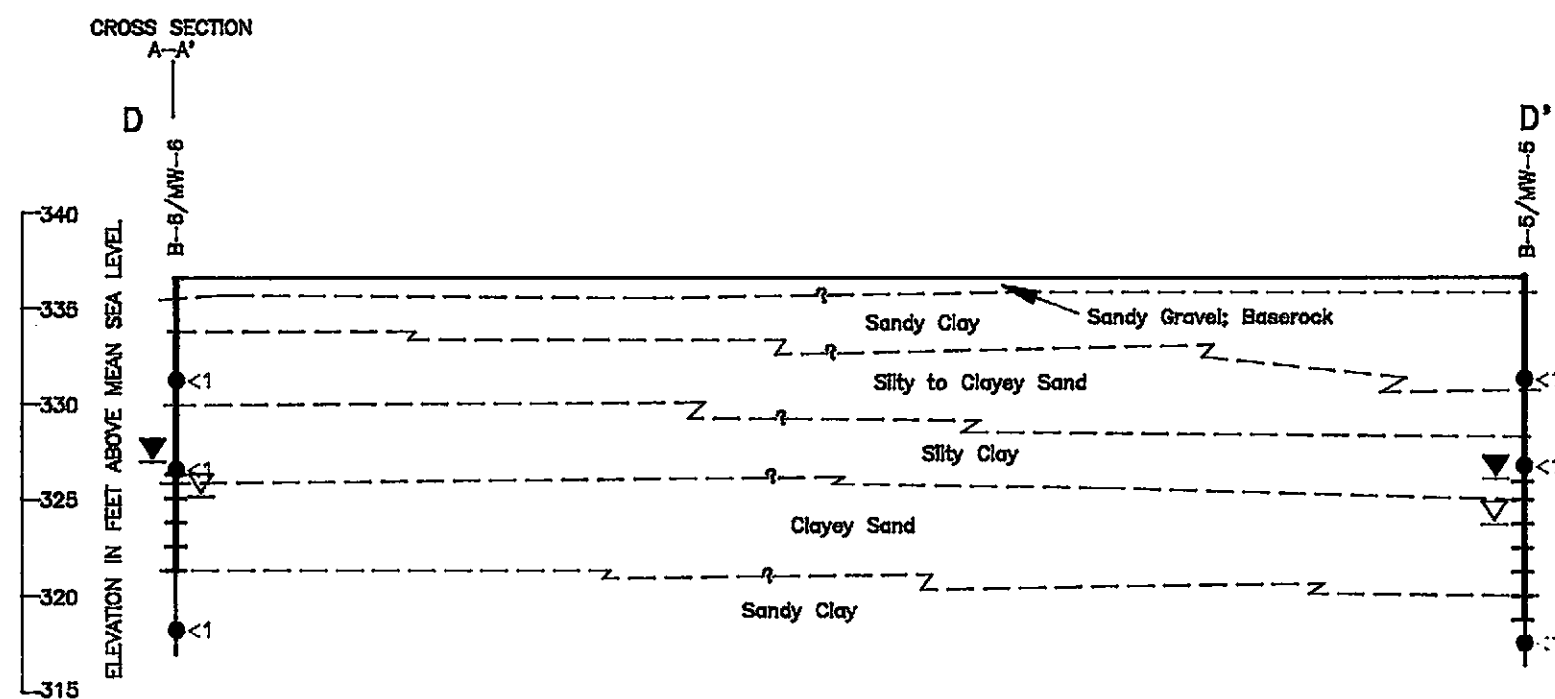 CROSS SECTION
A-A'
D
D'
B-6/MW-6
B-5/MW-5
ELEVATION IN FEET ABOVE MEAN SEA LEVEL
340
335
330
325
320
315
Sandy Gravel; Baserock
Sandy Clay
<1
Silty to Clayey Sand
Silty Clay
<1
Clayey Sand
Sandy Clay
<1